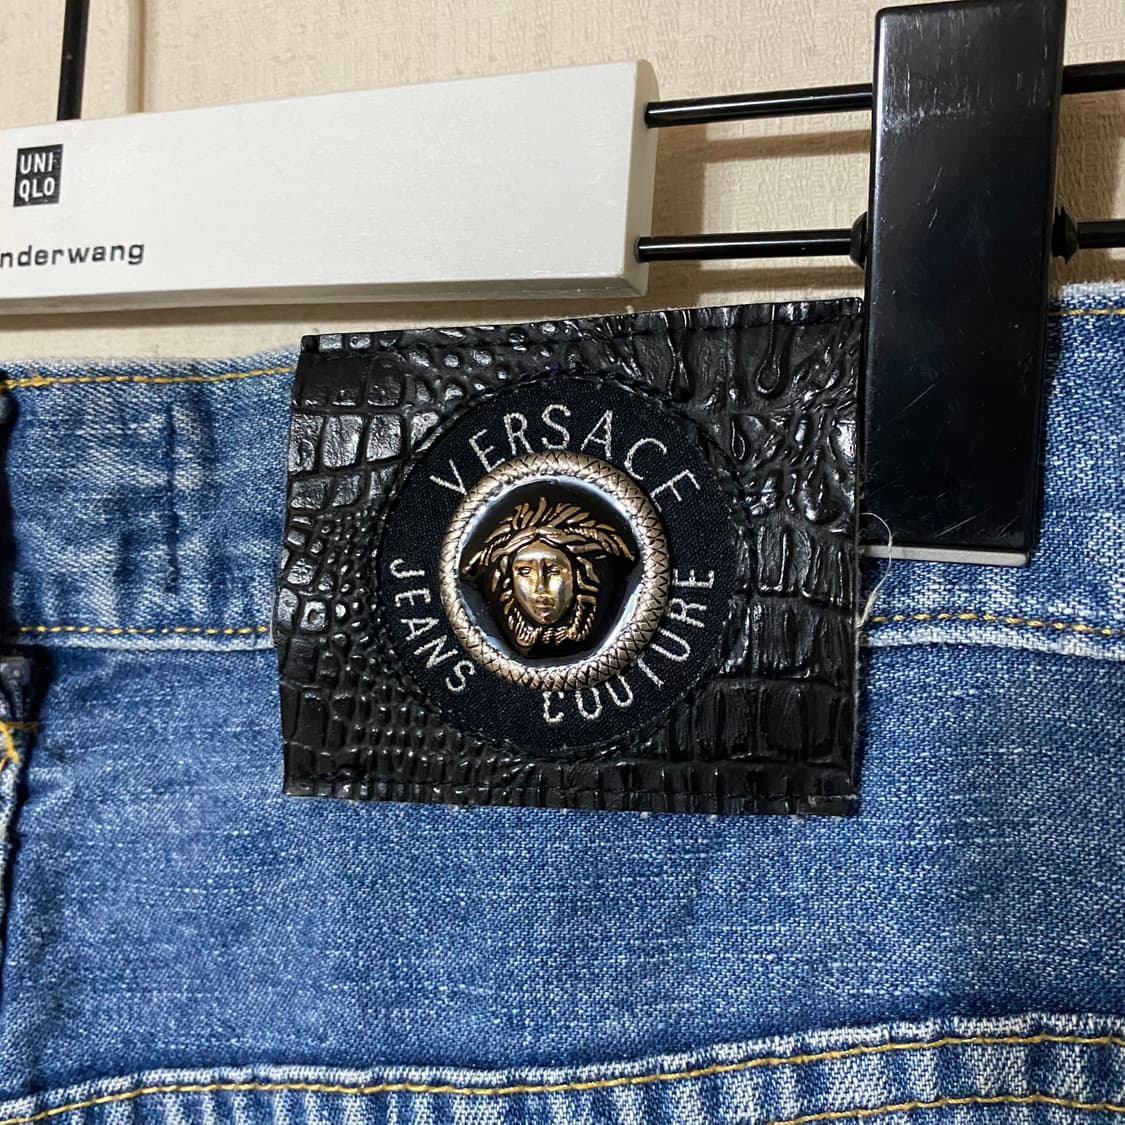 UNI
QLO
nderwang
VERSACE
JEANS
COUTURE